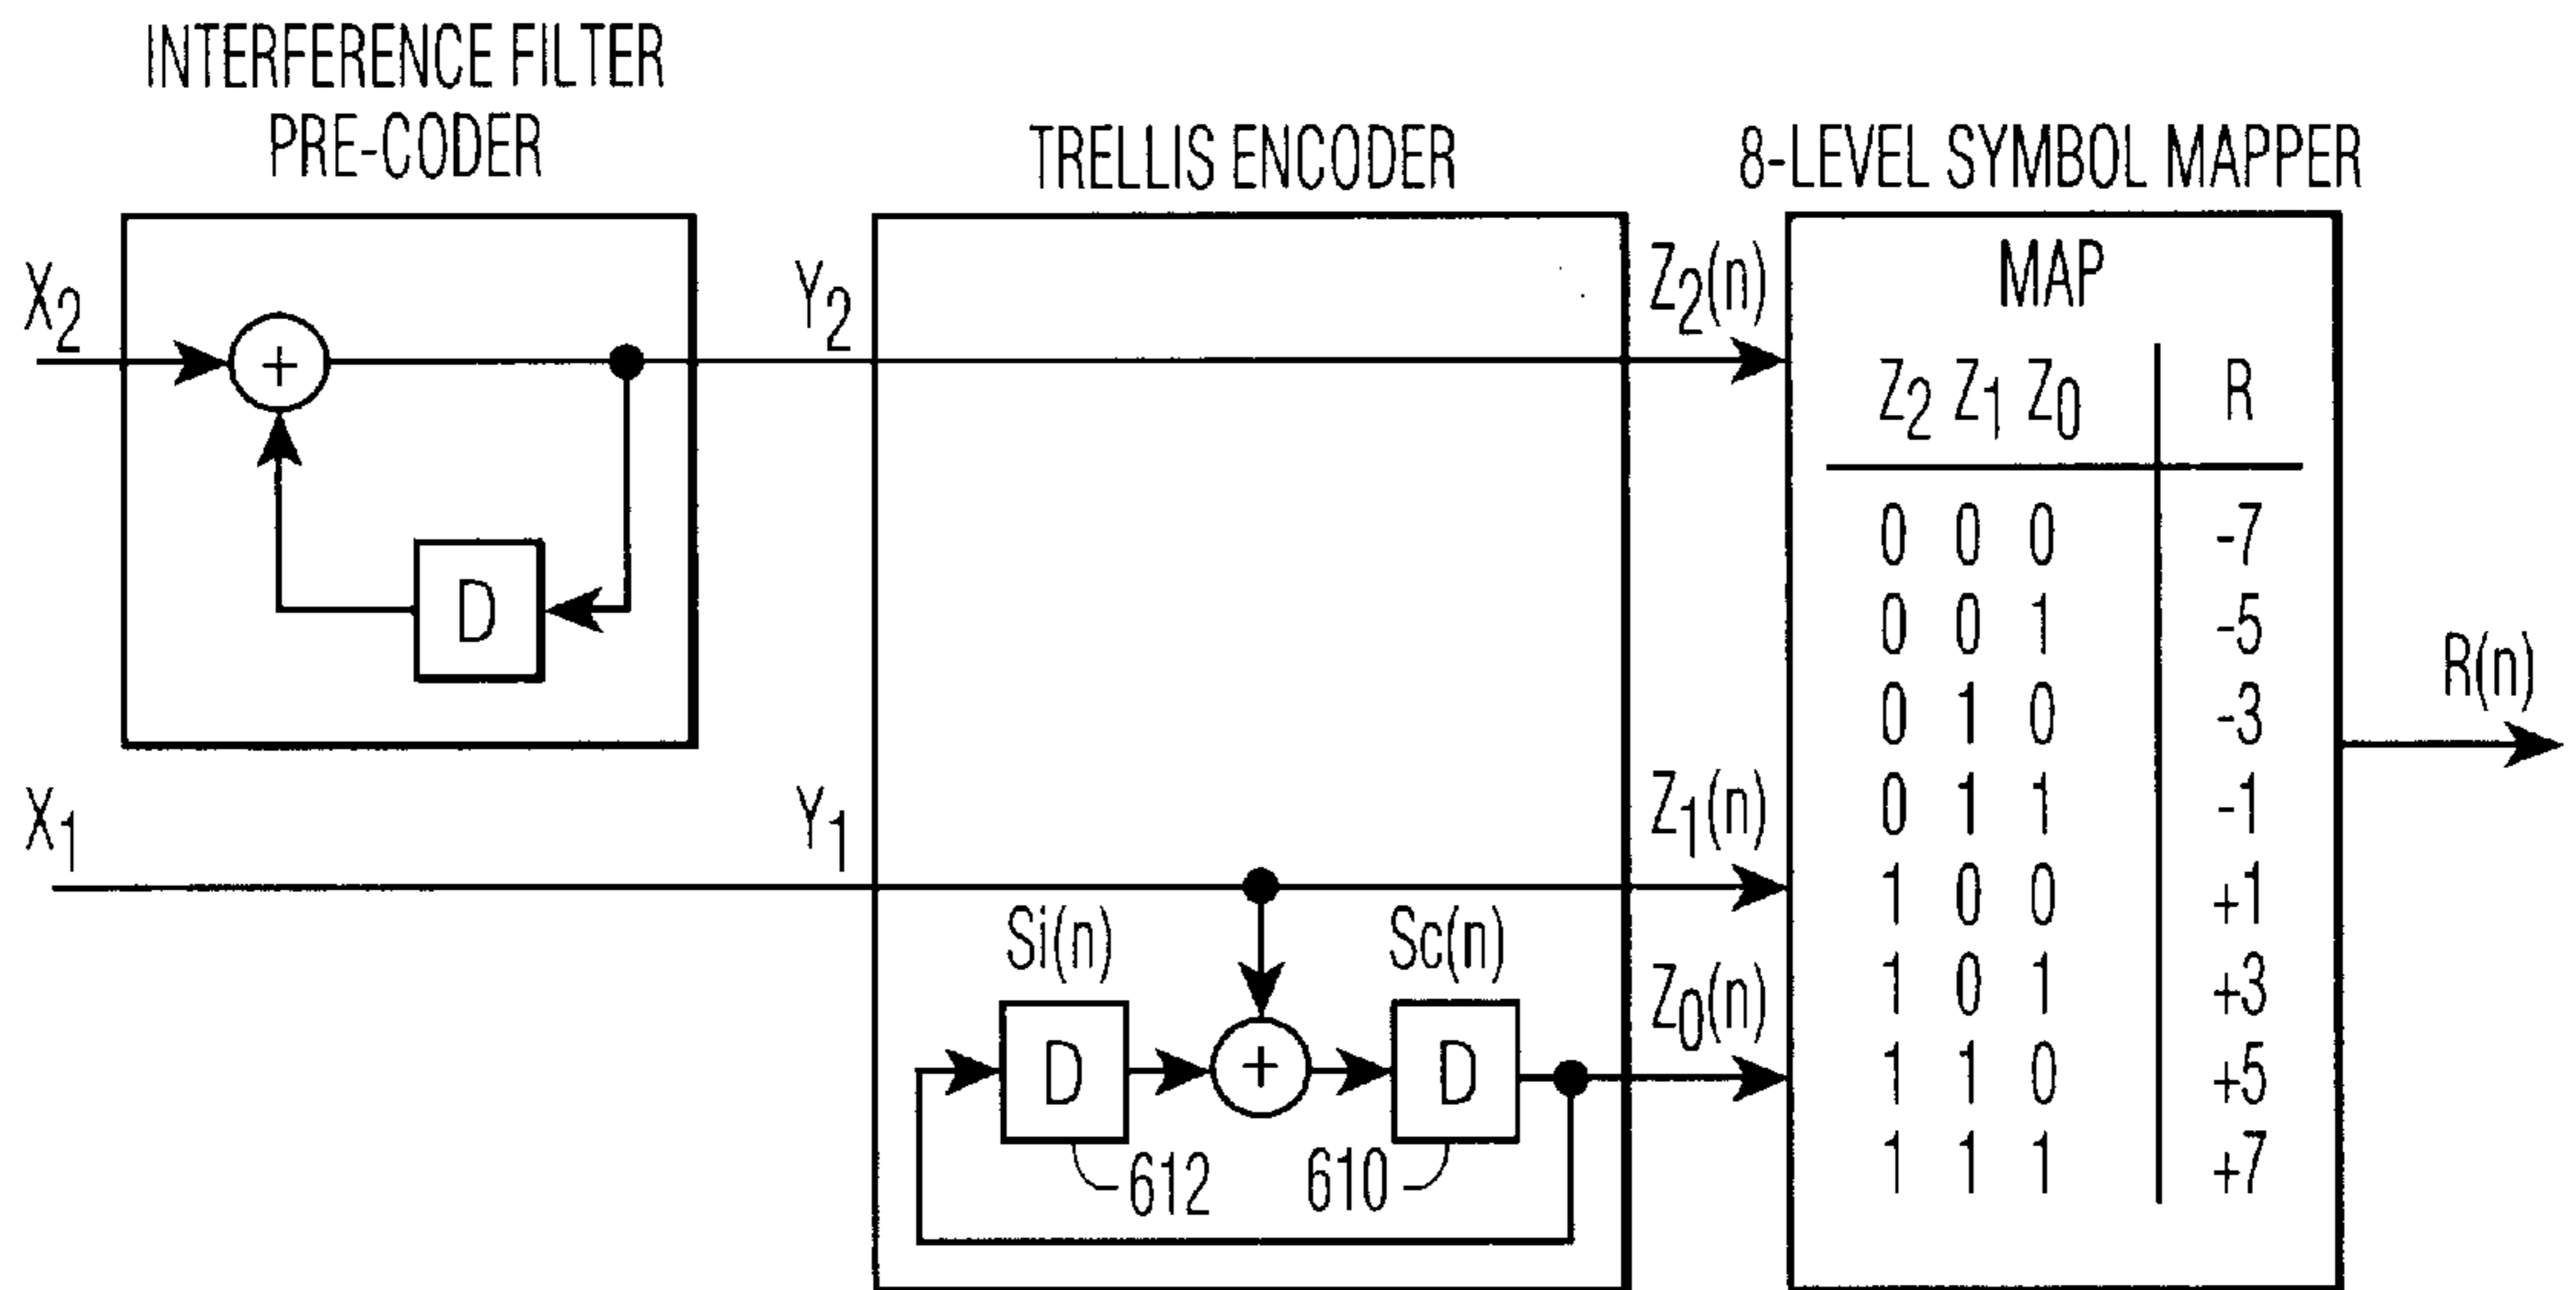 INTERFERENCE FILTER
PRE-CODER
TRELLIS ENCODER
8-LEVEL SYMBOL MAPPER
X2
+
D
Y2
Z2(n)
MAP
Z2 Z1 Z0 R
0 0 0 -7
0 0 1 -5
0 1 0 -3
0 1 1 -1
1 0 0 +1
1 0 1 +3
1 1 0 +5
1 1 1 +7
R(n)
X1
Y1
Z1(n)
Si(n)
Sc(n)
Z0(n)
D
+
D
612
610